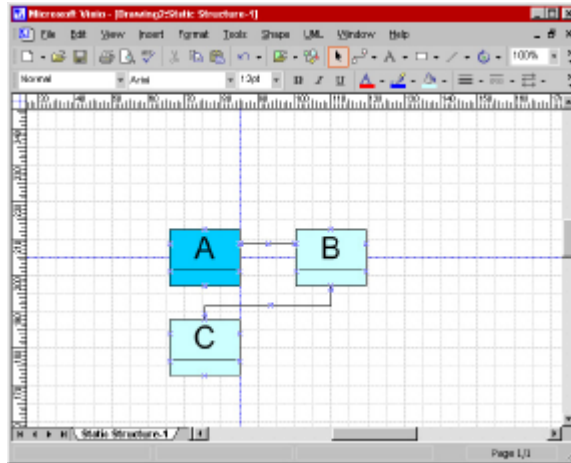 Microsoft Visio - [Drawing2:Static Structure-1]
File Edit View Insert Format Tools Shape UML Window Help
100%
Normal Arial 12pt B I U
A B
C
Static Structure-1
Page 1/1